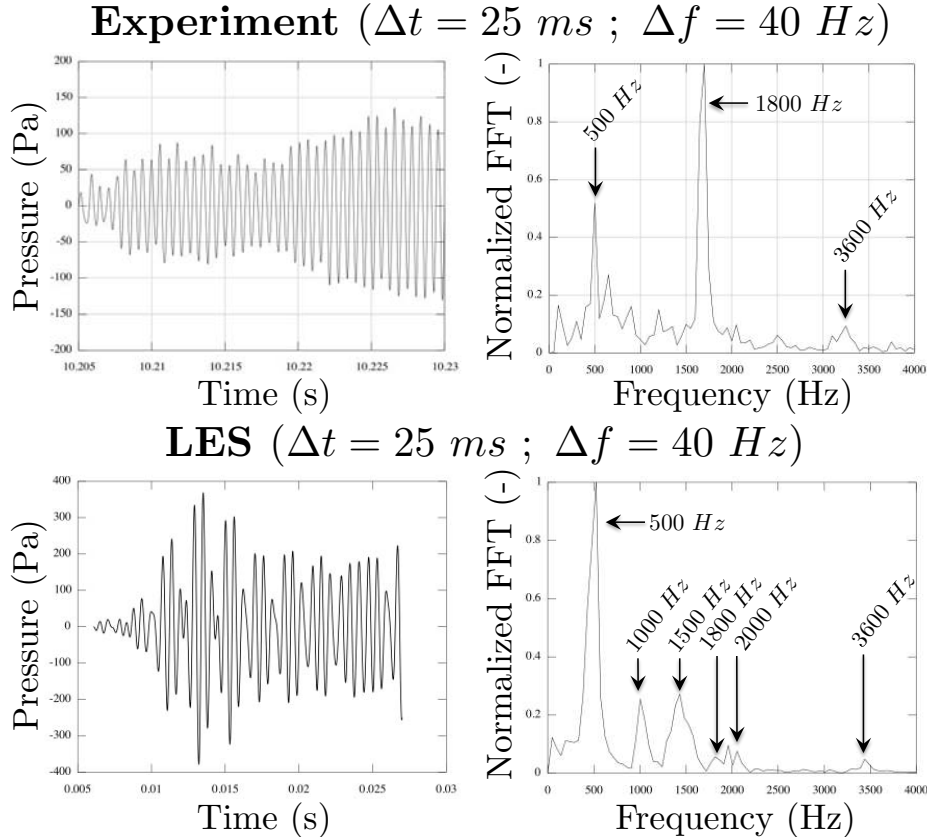 Experiment (Δt = 25 ms ; Δf = 40 Hz)
Pressure (Pa)
200
150
100
50
0
-50
-100
-150
-200
10.205 10.21 10.215 10.22 10.225 10.23
Time (s)
Normalized FFT (-)
1
0.8
0.6
0.4
0.2
0
500 Hz
1800 Hz
3600 Hz
0 500 1000 1500 2000 2500 3000 3500 4000
Frequency (Hz)
LES (Δt = 25 ms ; Δf = 40 Hz)
Pressure (Pa)
400
300
200
100
0
-100
-200
-300
-400
0.005 0.01 0.015 0.02 0.025 0.03
Time (s)
Normalized FFT (-)
1
0.8
0.6
0.4
0.2
0
500 Hz
1000 Hz
1500 Hz
1800 Hz
2000 Hz
3600 Hz
0 500 1000 1500 2000 2500 3000 3500 4000
Frequency (Hz)